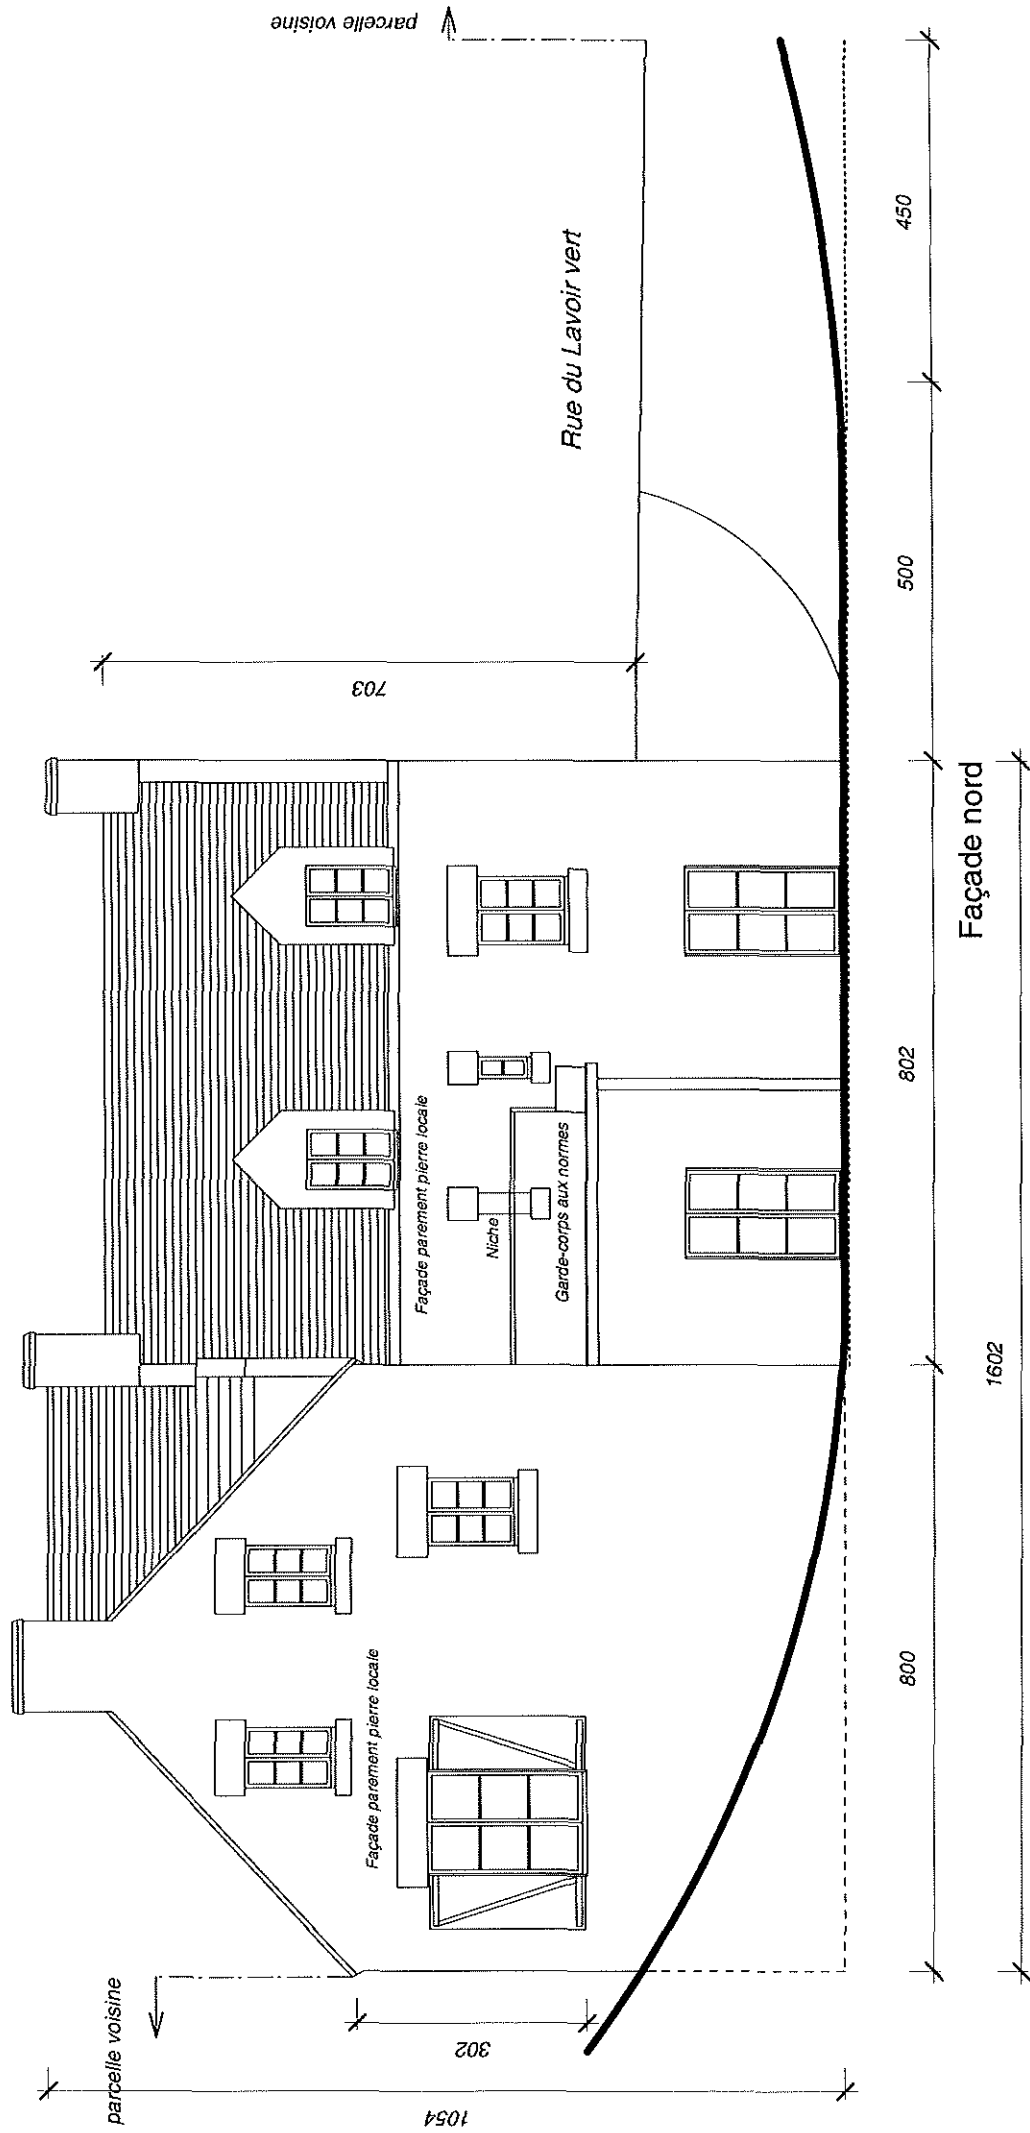 parcelle voisine
parcelle voisine
1054
302
703
Rue du Lavoir vert
Façade parement pierre locale
Façade parement pierre locale
Niche
Garde-corps aux normes
800
802
500
450
1602
Façade nord